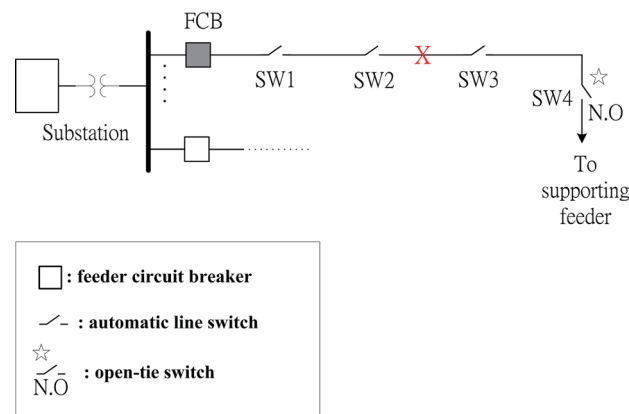 FCB
SW1
SW2
X
SW3
SW4
N.O
Substation
To
supporting
feeder
: feeder circuit breaker
: automatic line switch
N.O
: open-tie switch